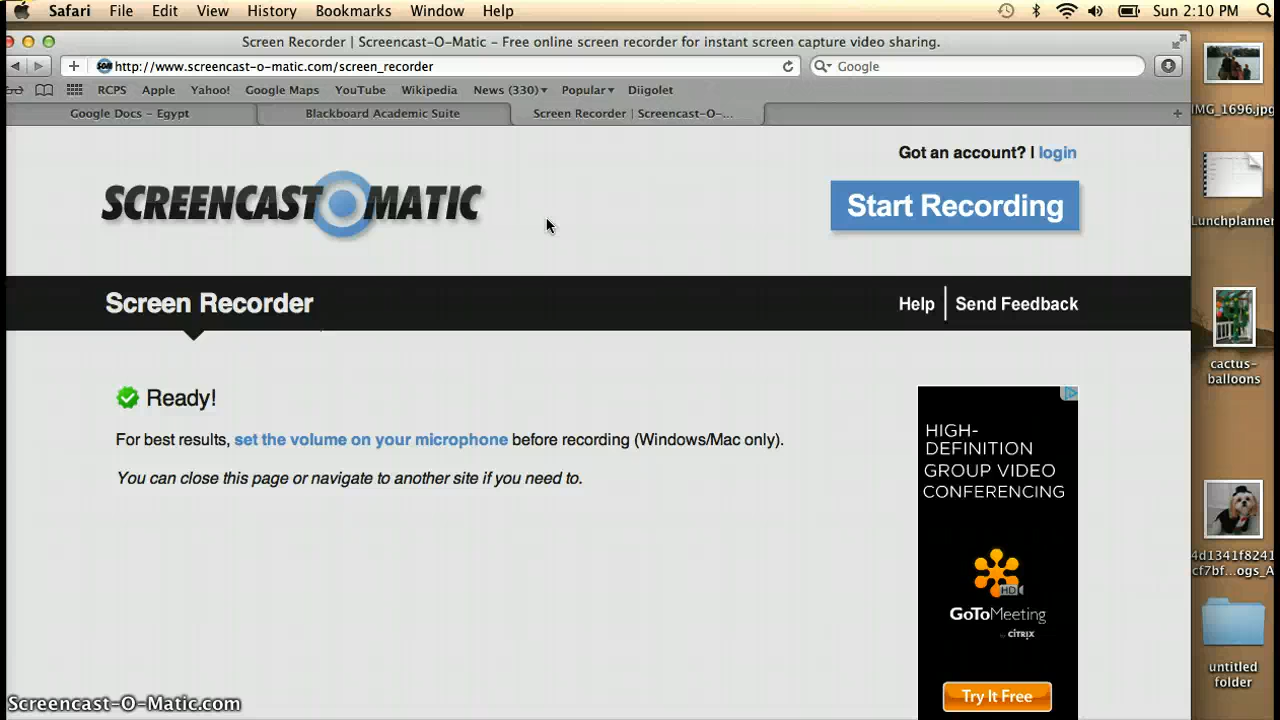 Safari File Edit View History Bookmarks Window Help Sun 2:10 PM
Screen Recorder | Screencast-O-Matic – Free online screen recorder for instant screen capture video sharing.
http://www.screencast-o-matic.com/screen_recorder Google
RCPS Apple Yahoo! Google Maps YouTube Wikipedia News (330) Popular Diigolet
Google Docs - Egypt Blackboard Academic Suite Screen Recorder | Screencast-O-...
IMG_1696.jpg
Got an account? | login
SCREENCAST O MATIC
Start Recording
Lunchplanner
Screen Recorder
Help | Send Feedback
cactus-
balloons
Ready!
For best results, set the volume on your microphone before recording (Windows/Mac only).
You can close this page or navigate to another site if you need to.
HIGH-
DEFINITION
GROUP VIDEO
CONFERENCING
HD
GoToMeeting
by CITRIX
Try It Free
4d1341f8241
cf7bf...ogs_A
untitled
folder
Screencast-O-Matic.com